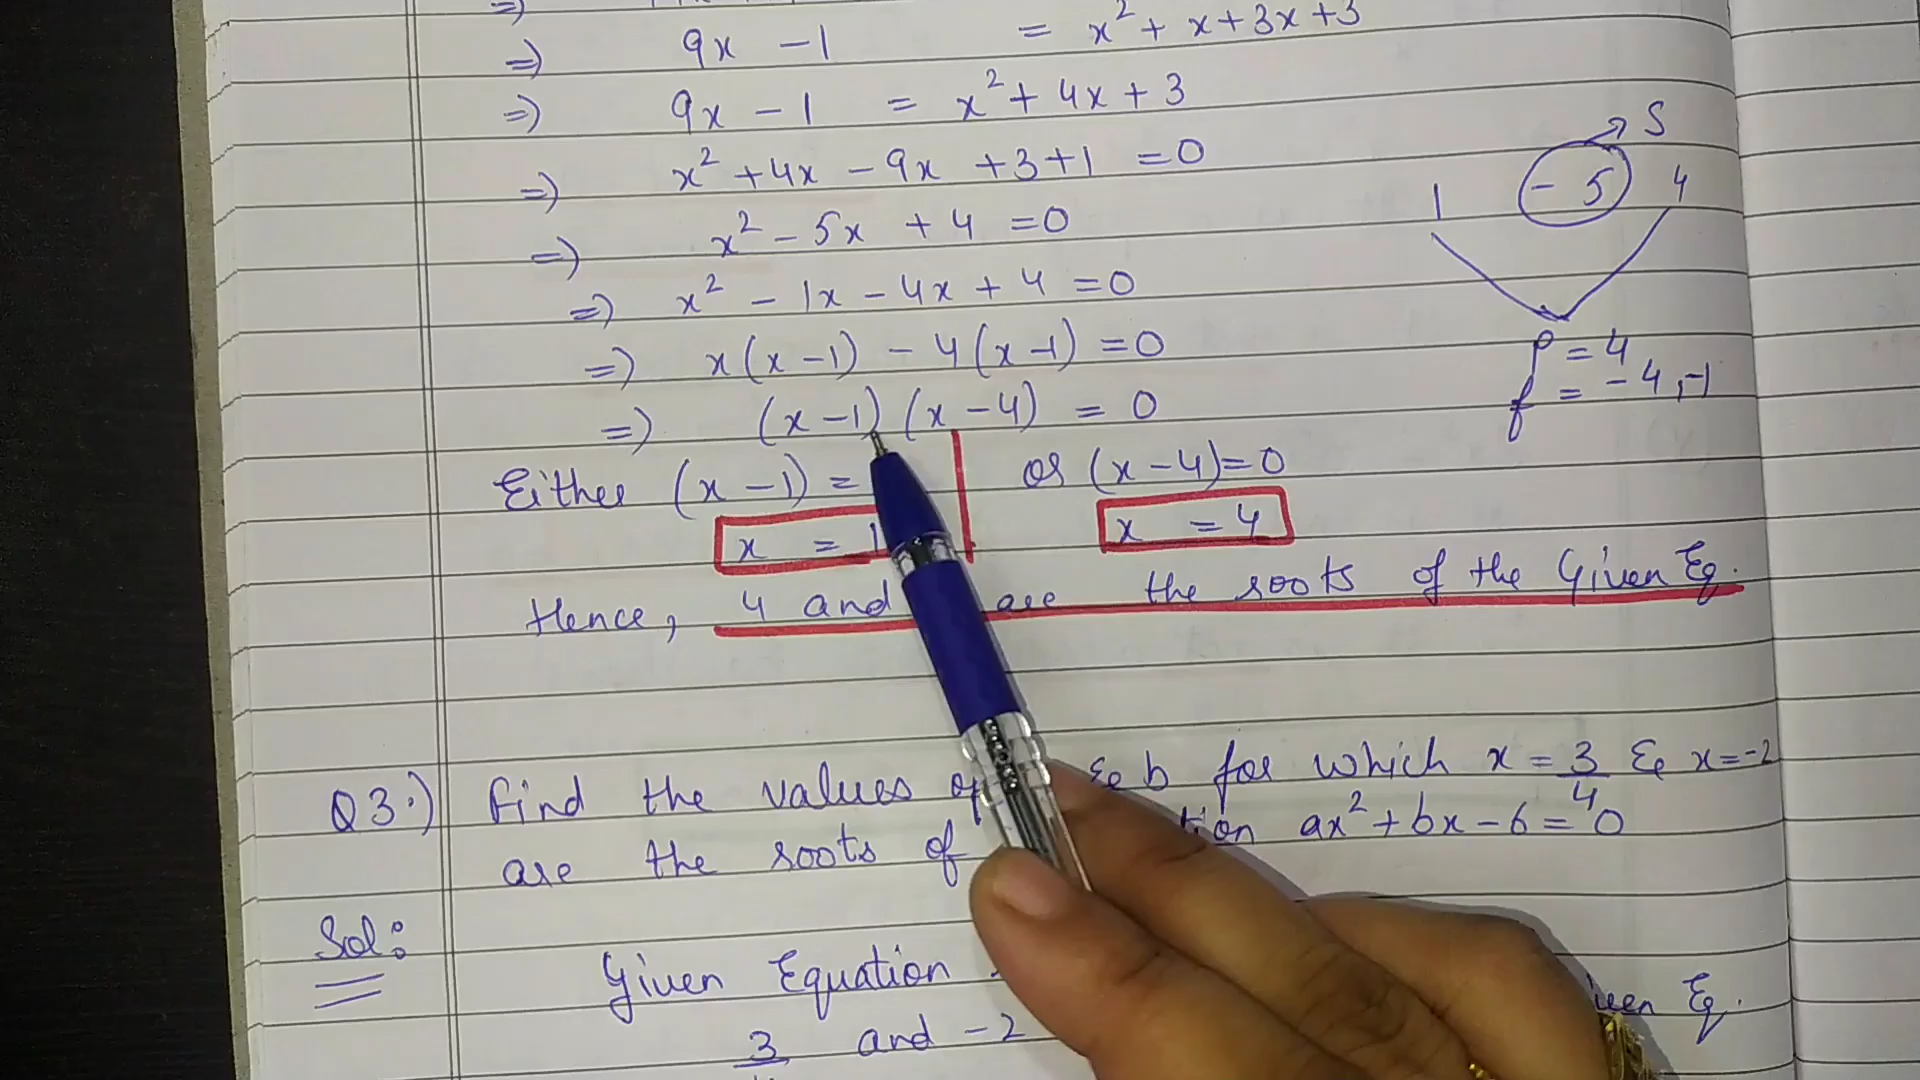 =>
=> 9x - 1 = x² + x + 3x + 3
=> 9x - 1 = x² + 4x + 3
=> x² + 4x - 9x + 3 + 1 = 0
=> x² - 5x + 4 = 0
=> x² - 1x - 4x + 4 = 0
=> x(x - 1) - 4(x - 1) = 0
=> (x - 1) (x - 4) = 0
Either (x - 1) = or (x - 4) = 0
x = 1 x = 4
Hence, 4 and are the roots of the Given Eq.
S
1 - 5 4
P = 4
f = -4, -1
Q3.) Find the values & b for which x = 3/4 & x = -2
are the roots of ax² + bx - 6 = 0
Sol:
Given Equation Eq.
3 and -2